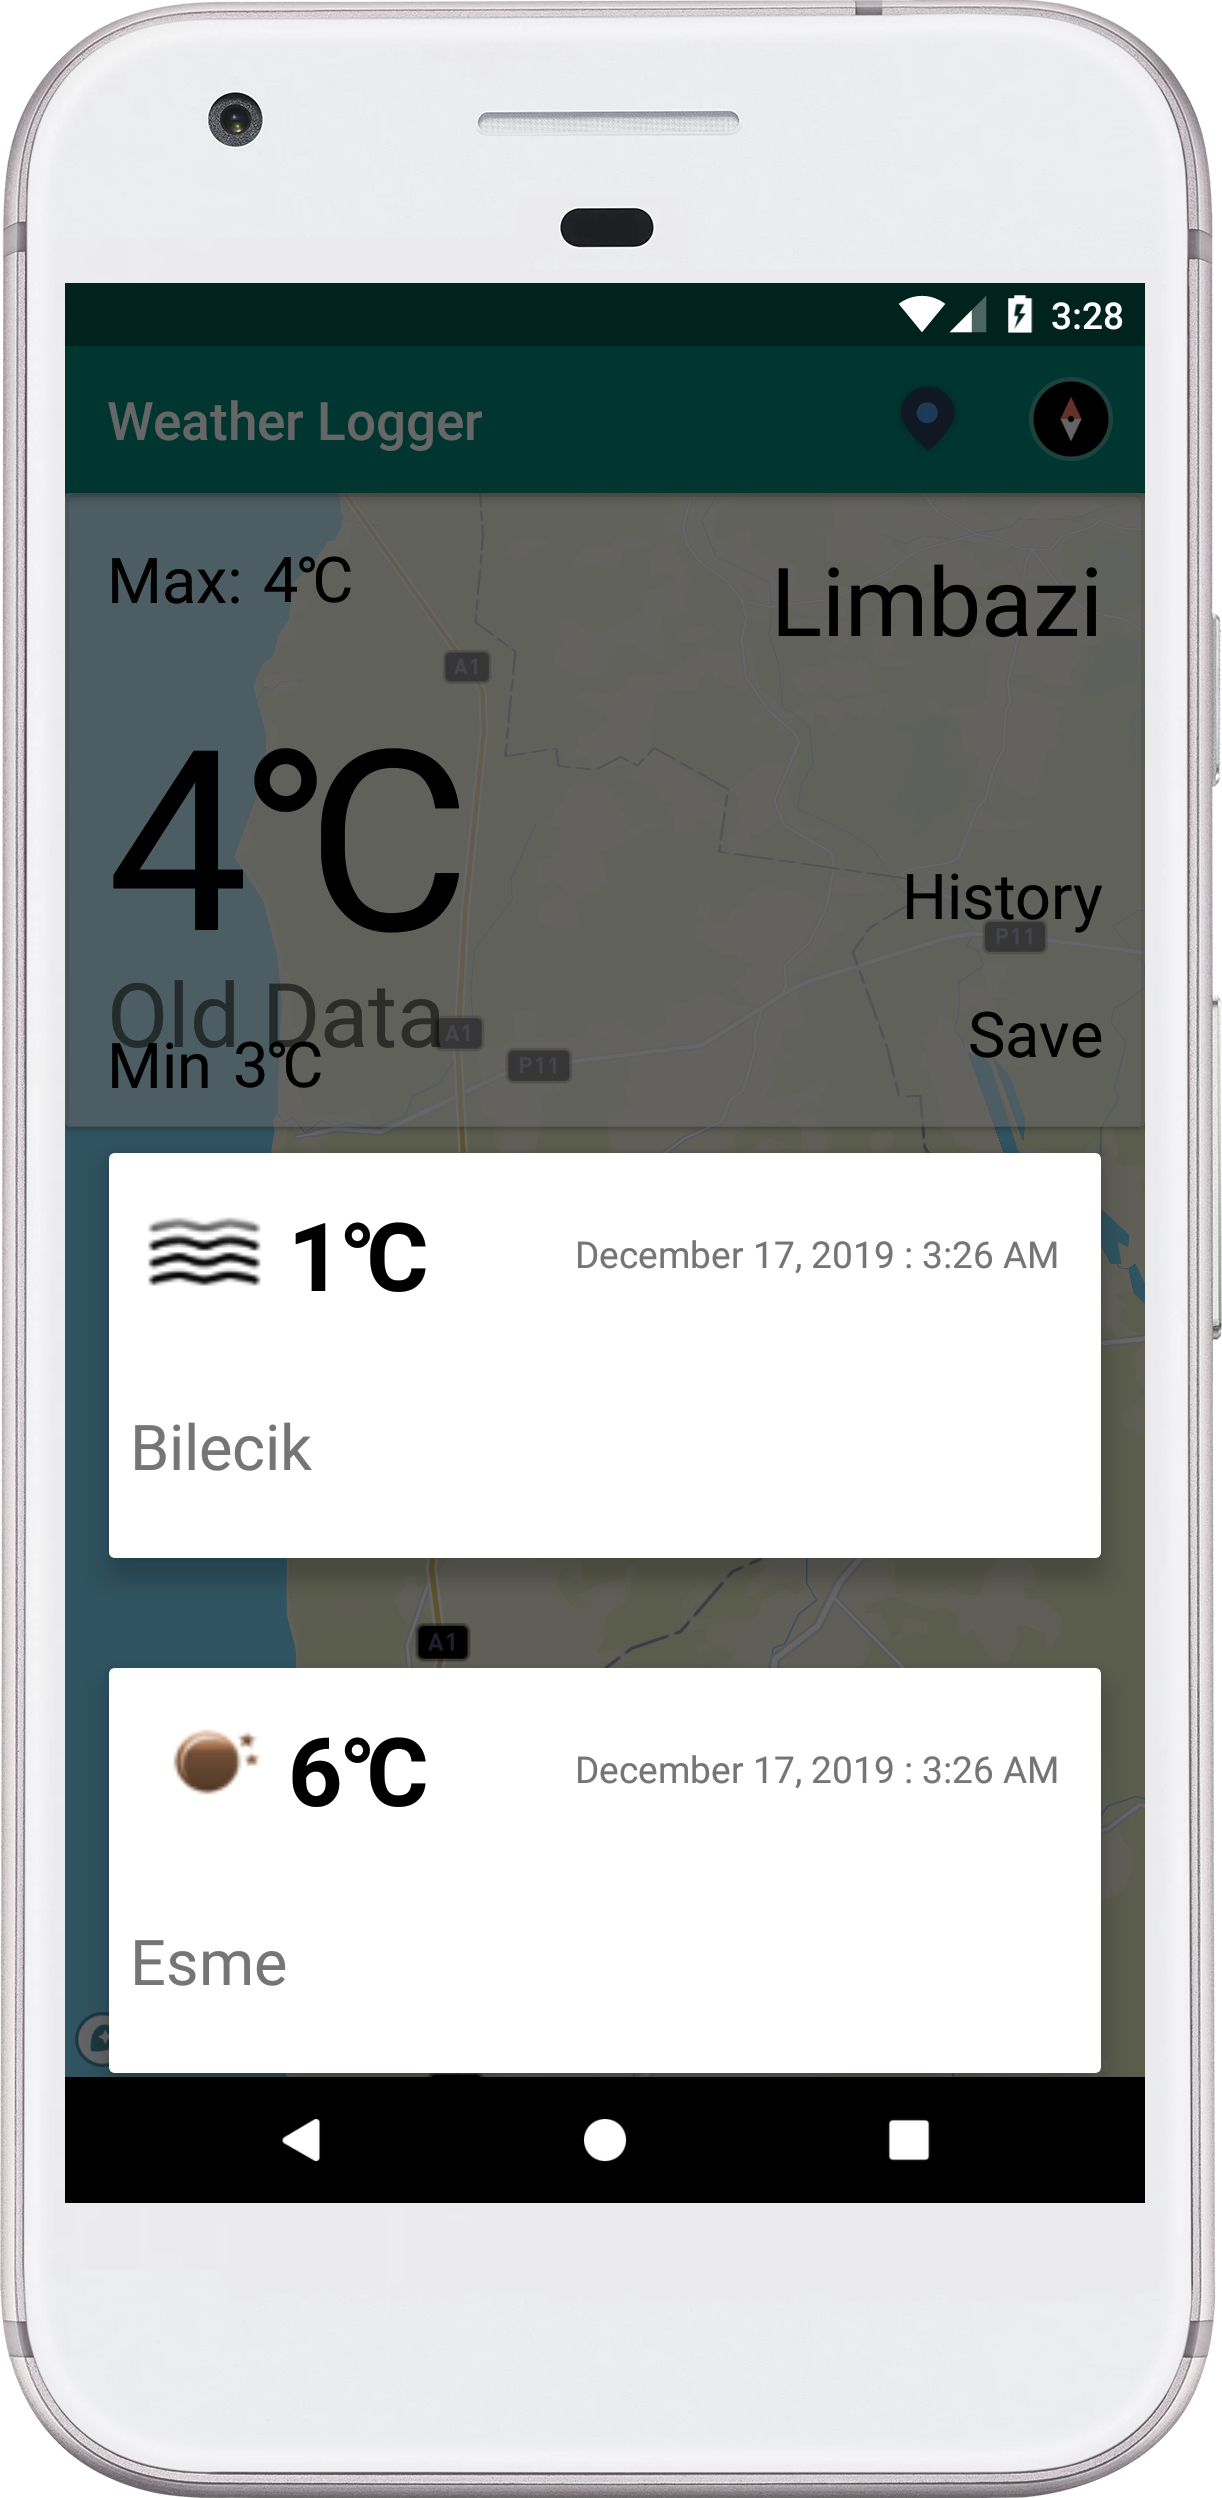 3:28
Weather Logger
Max: 4°C
Limbazi
A1
4°C
History
P11
Old Data
A1
Save
Min 3°C
P11
1°C
December 17, 2019 : 3:26 AM
Bilecik
A1
6°C
December 17, 2019 : 3:26 AM
Esme